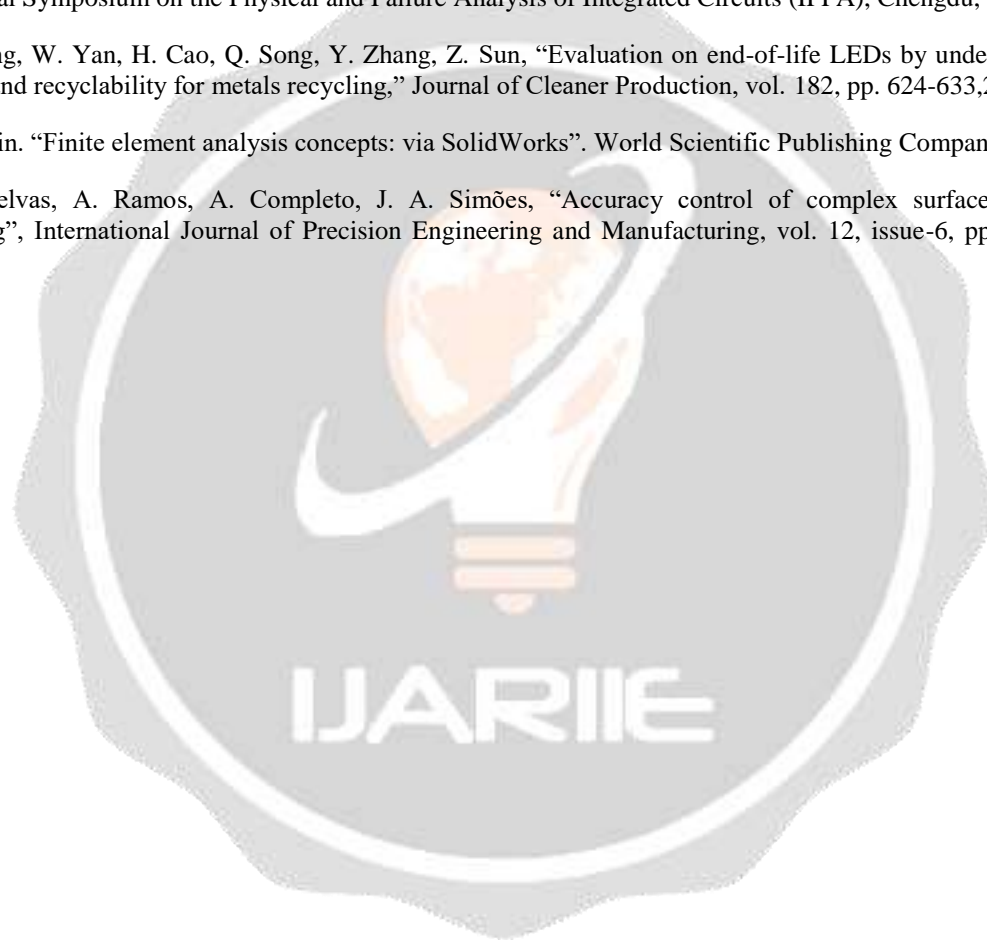 al Symposium on the Physical and Failure Analysis of Integrated Circuits (IPFA), Chengdu,
ng, W. Yan, H. Cao, Q. Song, Y. Zhang, Z. Sun, “Evaluation on end-of-life LEDs by unde
nd recyclability for metals recycling,” Journal of Cleaner Production, vol. 182, pp. 624-633,2
in. “Finite element analysis concepts: via SolidWorks”. World Scientific Publishing Compan
elvas, A. Ramos, A. Completo, J. A. Simões, “Accuracy control of complex surface
g”, International Journal of Precision Engineering and Manufacturing, vol. 12, issue-6, pp
IJARIIE